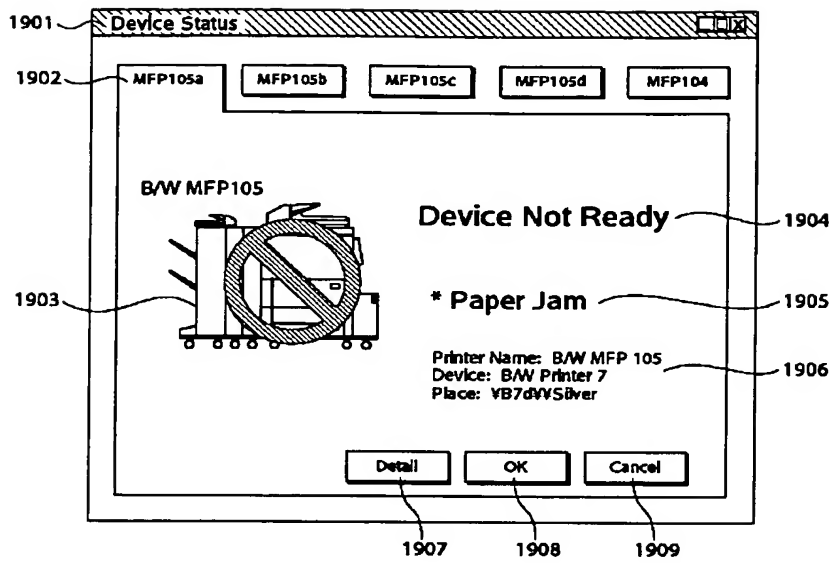 1901 Device Status
1902 MFP105a MFP105b MFP105c MFP105d MFP104
B/W MFP105
Device Not Ready 1904
1903 * Paper Jam 1905
Printer Name: B/W MFP 105
Device: B/W Printer 7 1906
Place: ¥B7d¥¥Silver
Detail OK Cancel
1907 1908 1909